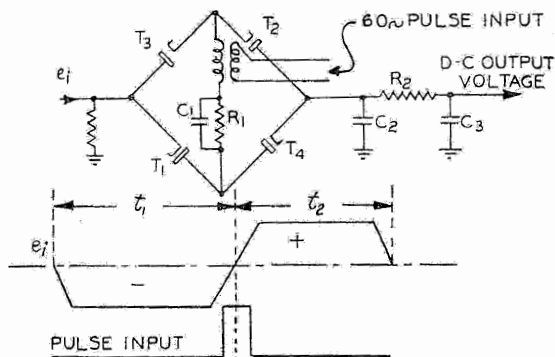 60~ PULSE INPUT
D-C OUTPUT
VOLTAGE
T3
T2
ei
C1
R1
R2
T1
T4
C2
C3
t1
t2
ei
+
-
PULSE INPUT